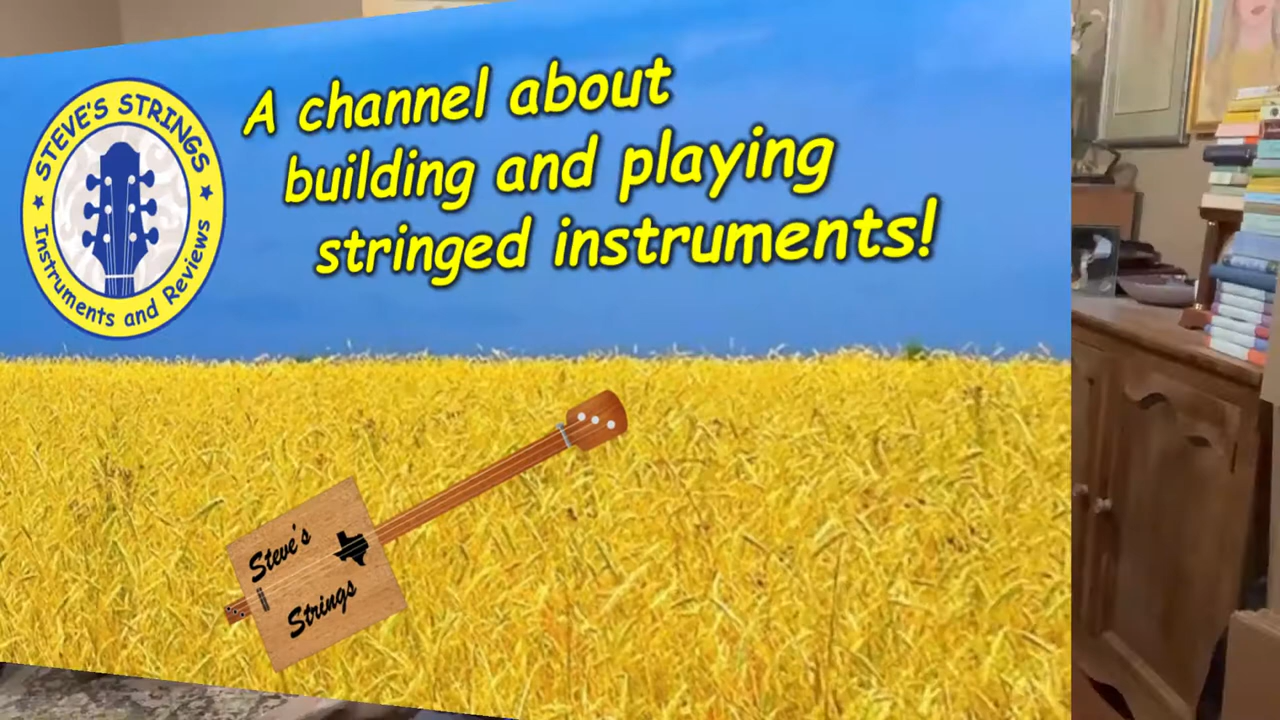 STEVE'S STRINGS
Instruments and Reviews
A channel about
building and playing
stringed instruments!
Steve's
Strings